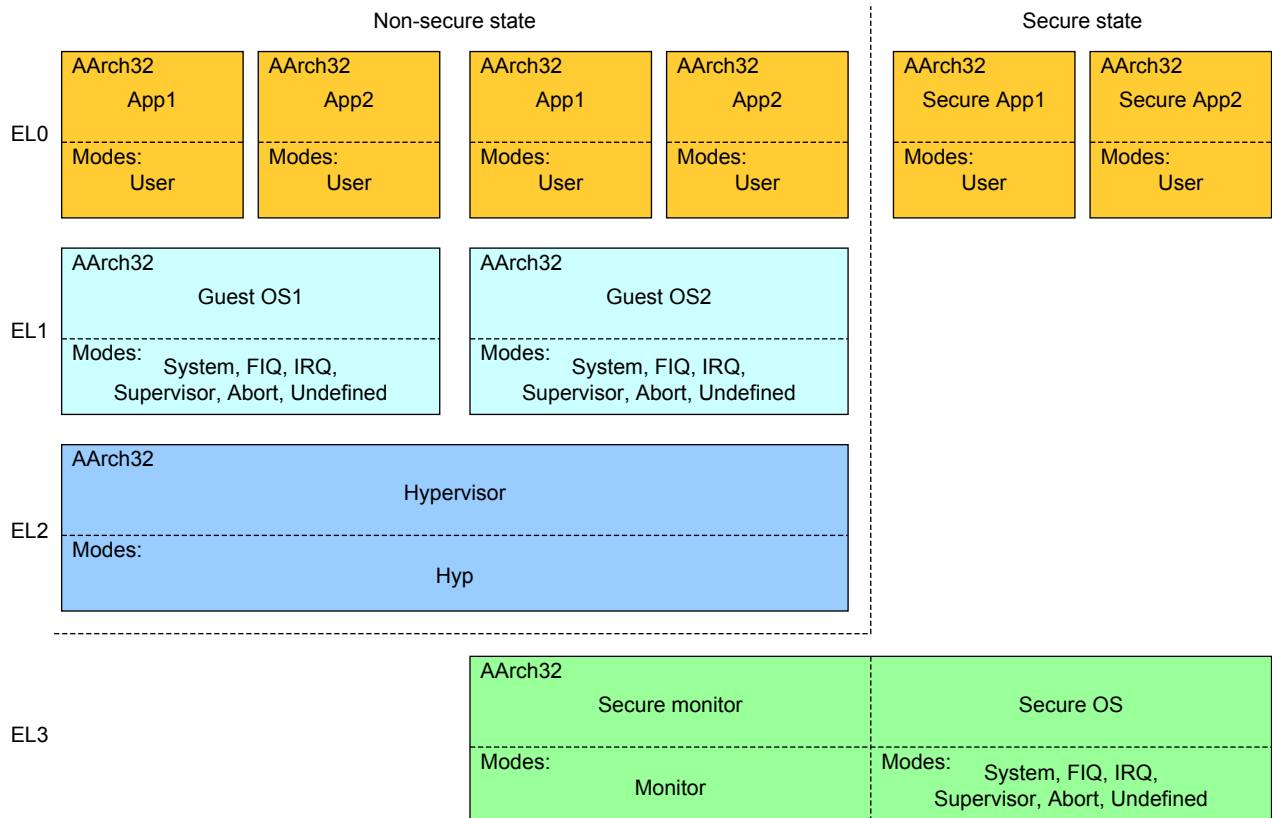 Non-secure state
Secure state
EL0
AArch32
App1
Modes:
User
AArch32
App2
Modes:
User
AArch32
App1
Modes:
User
AArch32
App2
Modes:
User
AArch32
Secure App1
Modes:
User
AArch32
Secure App2
Modes:
User
EL1
AArch32
Guest OS1
Modes:
System, FIQ, IRQ,
Supervisor, Abort, Undefined
AArch32
Guest OS2
Modes:
System, FIQ, IRQ,
Supervisor, Abort, Undefined
EL2
AArch32
Hypervisor
Modes:
Hyp
EL3
AArch32
Secure monitor
Modes:
Monitor
Secure OS
Modes:
System, FIQ, IRQ,
Supervisor, Abort, Undefined